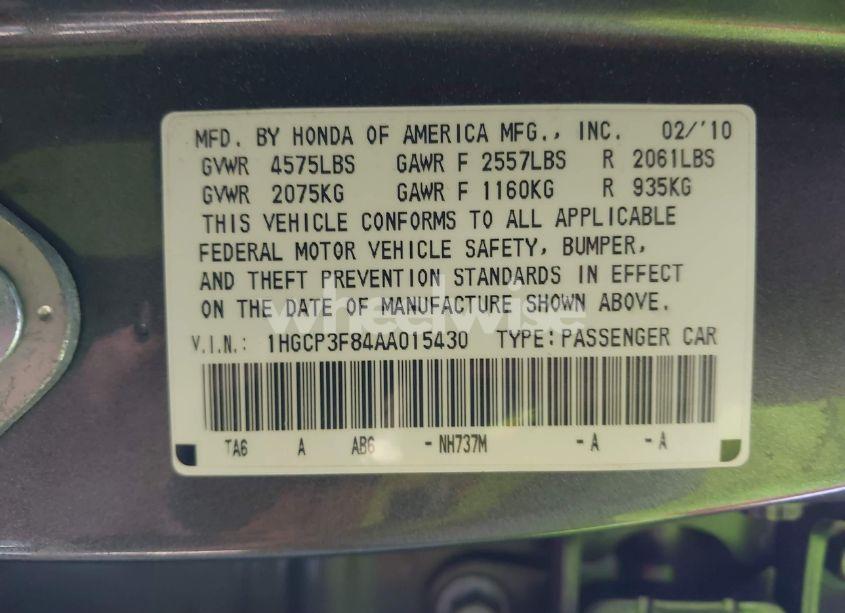 MFD. BY HONDA OF AMERICA MFG., INC. 02/'10
GVWR 4575LBS GAWR F 2557LBS R 2061LBS
GVWR 2075KG GAWR F 1160KG R 935KG
THIS VEHICLE CONFORMS TO ALL APPLICABLE
FEDERAL MOTOR VEHICLE SAFETY, BUMPER,
AND THEFT PREVENTION STANDARDS IN EFFECT
ON THE DATE OF MANUFACTURE SHOWN ABOVE.
wheelwise
V.I.N.: 1HGCP3F84AA015430 TYPE:PASSENGER CAR
TA6 A AB6 -NH737M -A -A